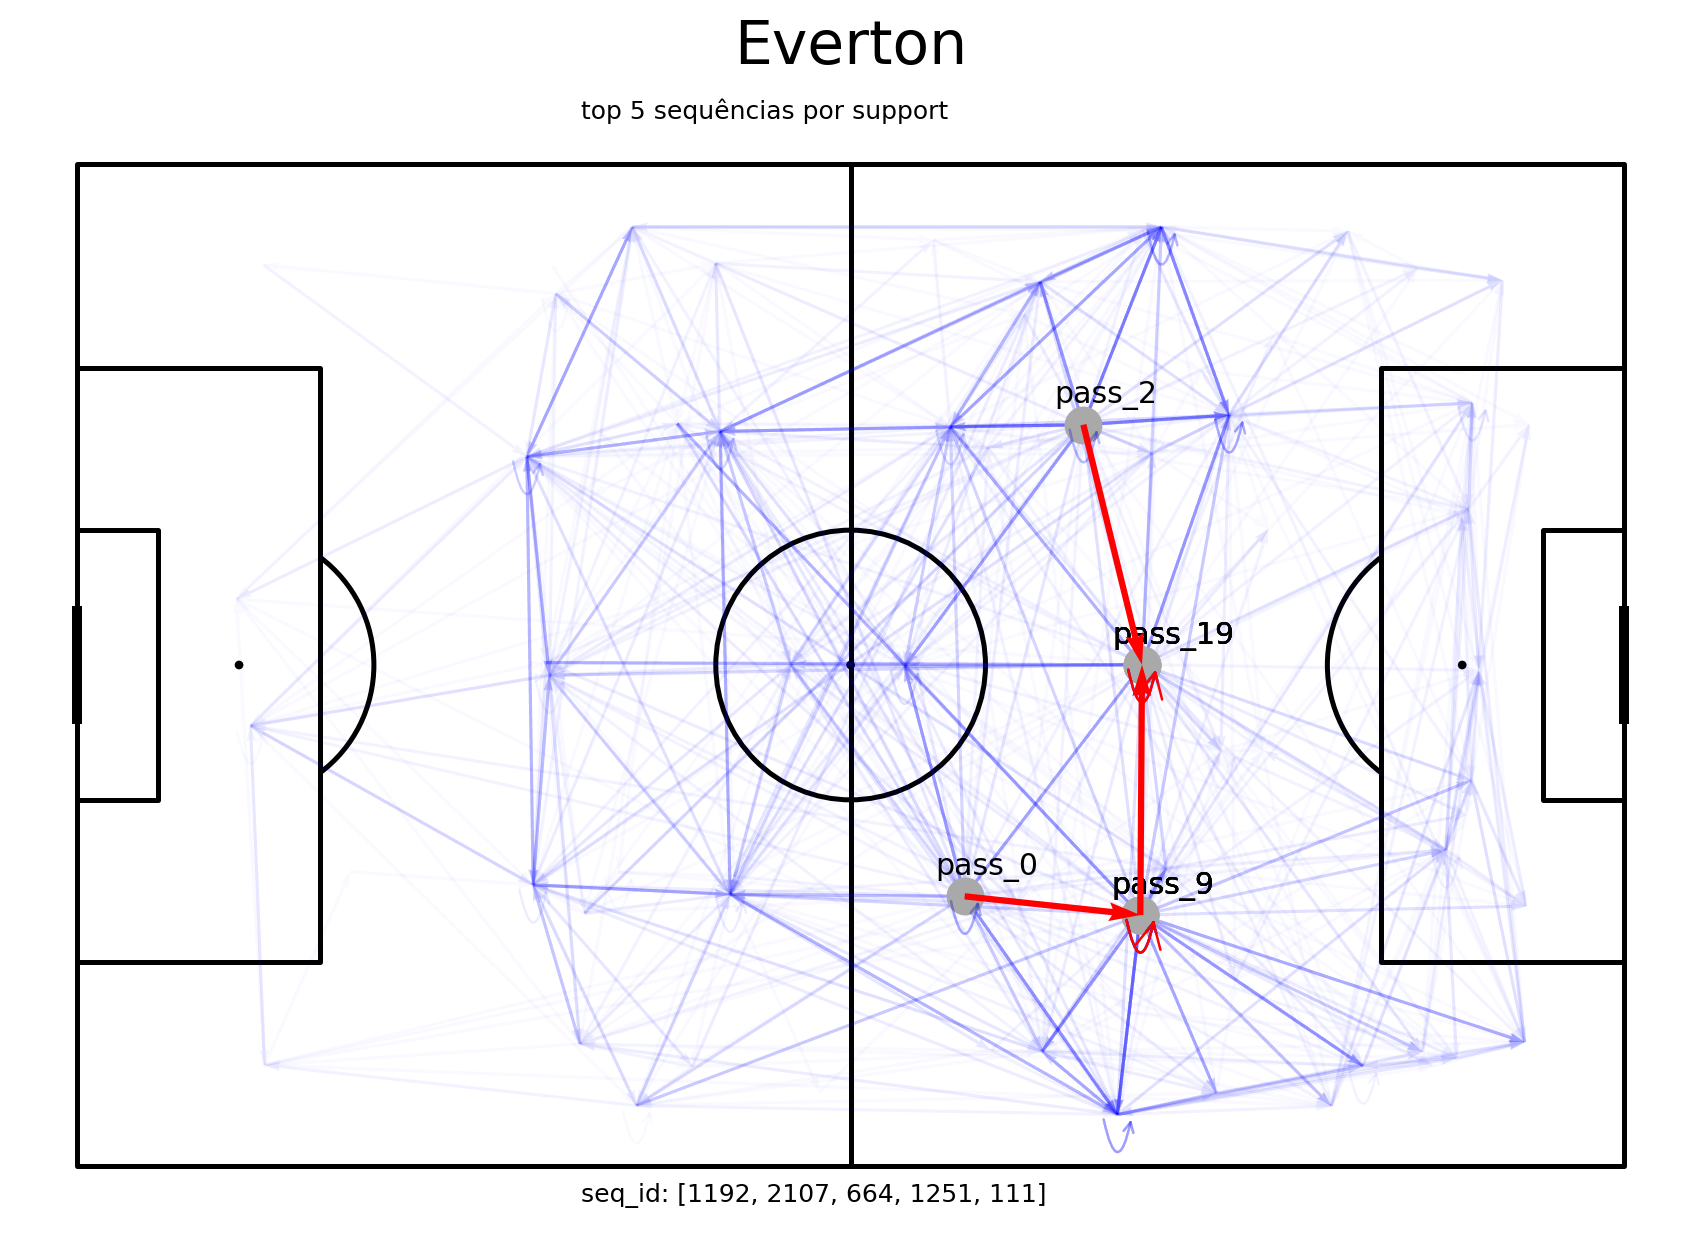 Everton
top 5 sequências por support
pass_2
pass_19
pass_0
pass_9
seq_id: [1192, 2107, 664, 1251, 111]